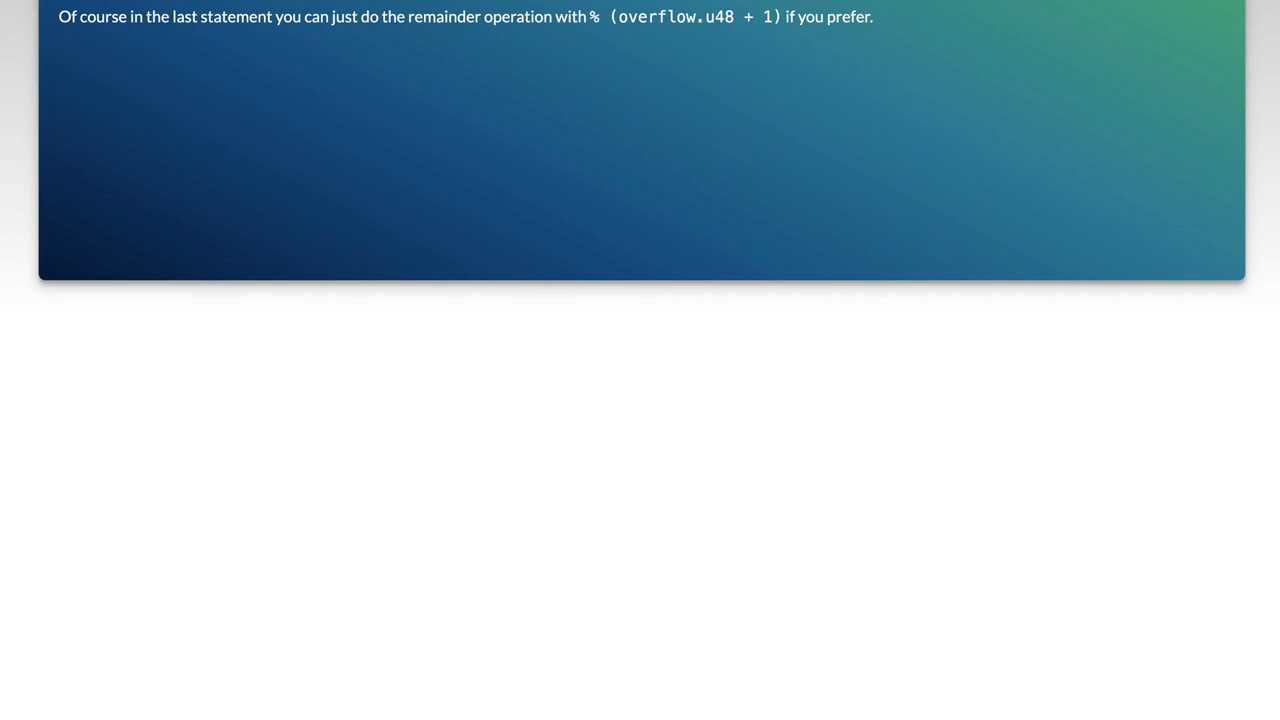 Of course in the last statement you can just do the remainder operation with % (overflow.u48 + 1) if you prefer.